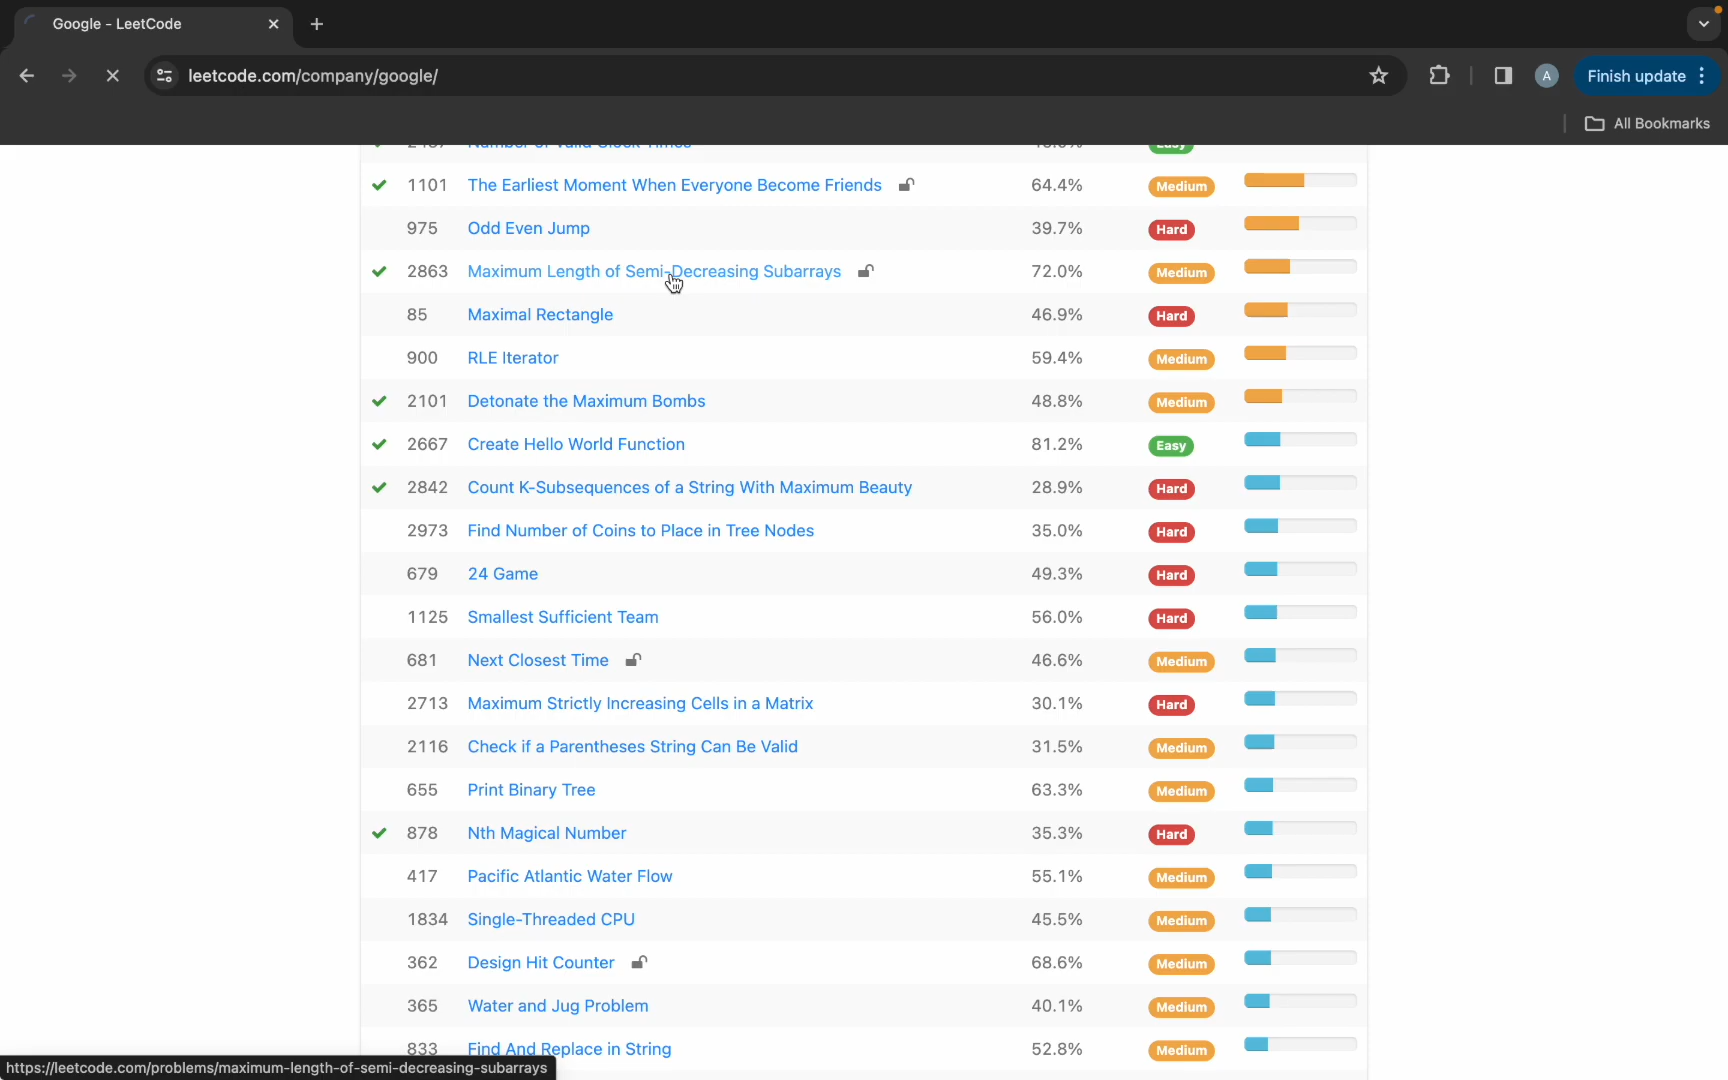 Google - LeetCode
leetcode.com/company/google/
A
Finish update
All Bookmarks
1101 The Earliest Moment When Everyone Become Friends 64.4% Medium
975 Odd Even Jump 39.7% Hard
2863 Maximum Length of Semi-Decreasing Subarrays 72.0% Medium
85 Maximal Rectangle 46.9% Hard
900 RLE Iterator 59.4% Medium
2101 Detonate the Maximum Bombs 48.8% Medium
2667 Create Hello World Function 81.2% Easy
2842 Count K-Subsequences of a String With Maximum Beauty 28.9% Hard
2973 Find Number of Coins to Place in Tree Nodes 35.0% Hard
679 24 Game 49.3% Hard
1125 Smallest Sufficient Team 56.0% Hard
681 Next Closest Time 46.6% Medium
2713 Maximum Strictly Increasing Cells in a Matrix 30.1% Hard
2116 Check if a Parentheses String Can Be Valid 31.5% Medium
655 Print Binary Tree 63.3% Medium
878 Nth Magical Number 35.3% Hard
417 Pacific Atlantic Water Flow 55.1% Medium
1834 Single-Threaded CPU 45.5% Medium
362 Design Hit Counter 68.6% Medium
365 Water and Jug Problem 40.1% Medium
833 Find And Replace in String 52.8% Medium
https://leetcode.com/problems/maximum-length-of-semi-decreasing-subarrays